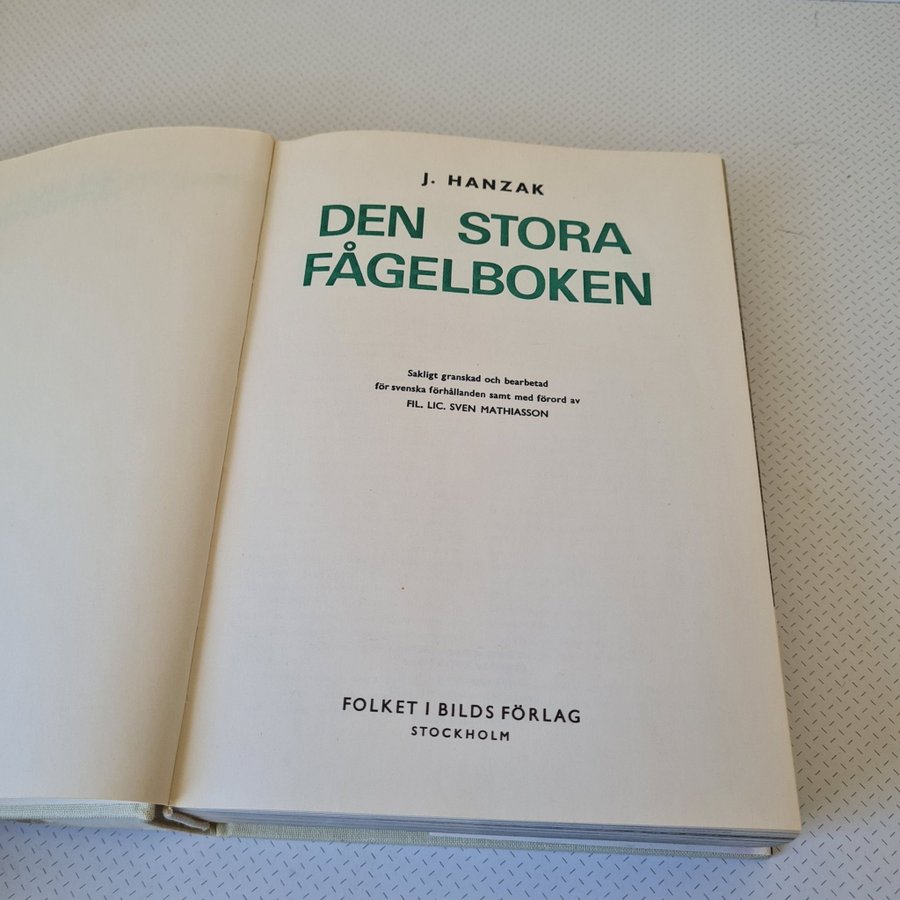 J. HANZAK
DEN STORA
FÅGELBOKEN
Sakligt granskad och bearbetad
för svenska förhållanden samt med förord av
FIL. LIC. SVEN MATHIASSON
FOLKET I BILDS FÖRLAG
STOCKHOLM